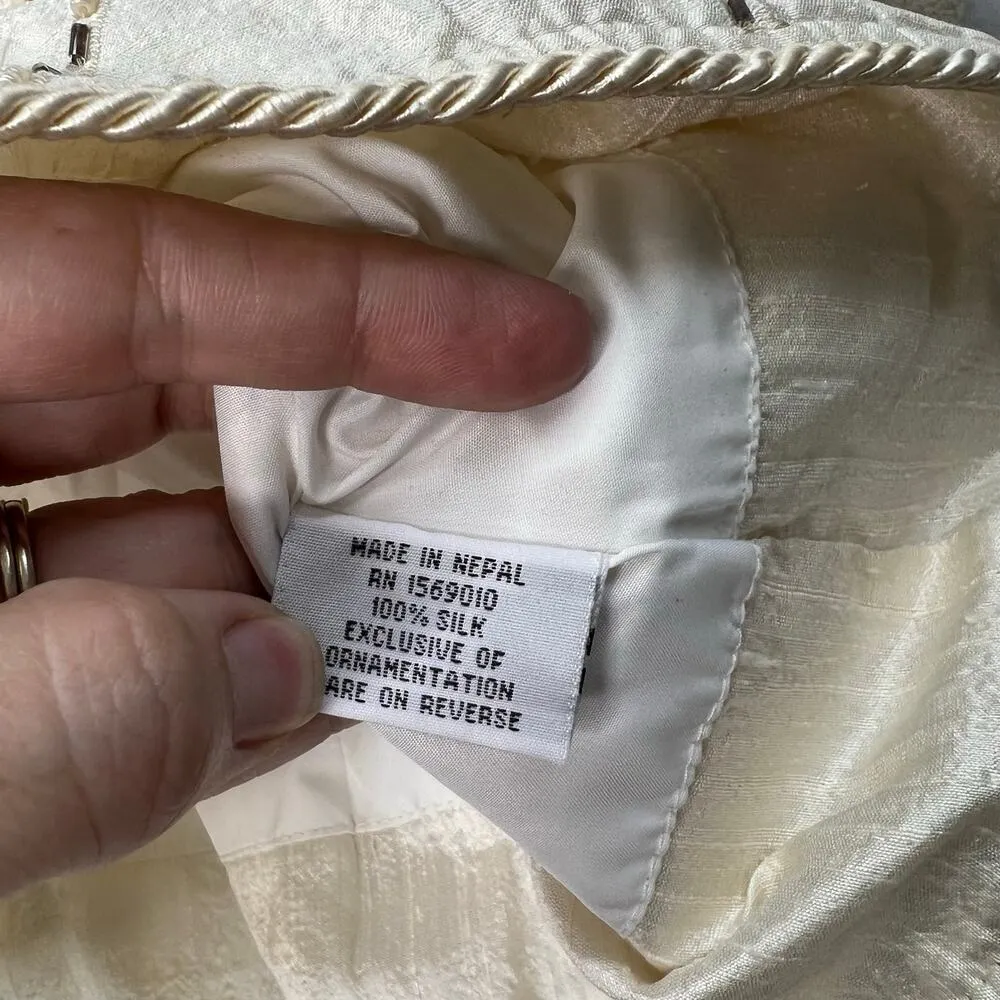 MADE IN NEPAL
RN 1569010
100% SILK
EXCLUSIVE OF
ORNAMENTATION
ARE ON REVERSE